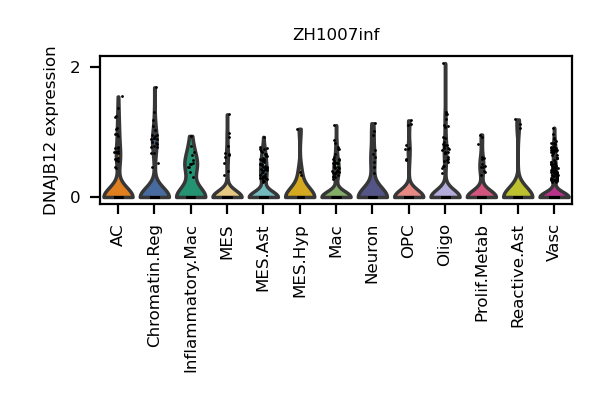 ZH1007inf
DNAJB12 expression
2
0
AC
Chromatin.Reg
Inflammatory.Mac
MES
MES.Ast
MES.Hyp
Mac
Neuron
OPC
Oligo
Prolif.Metab
Reactive.Ast
Vasc